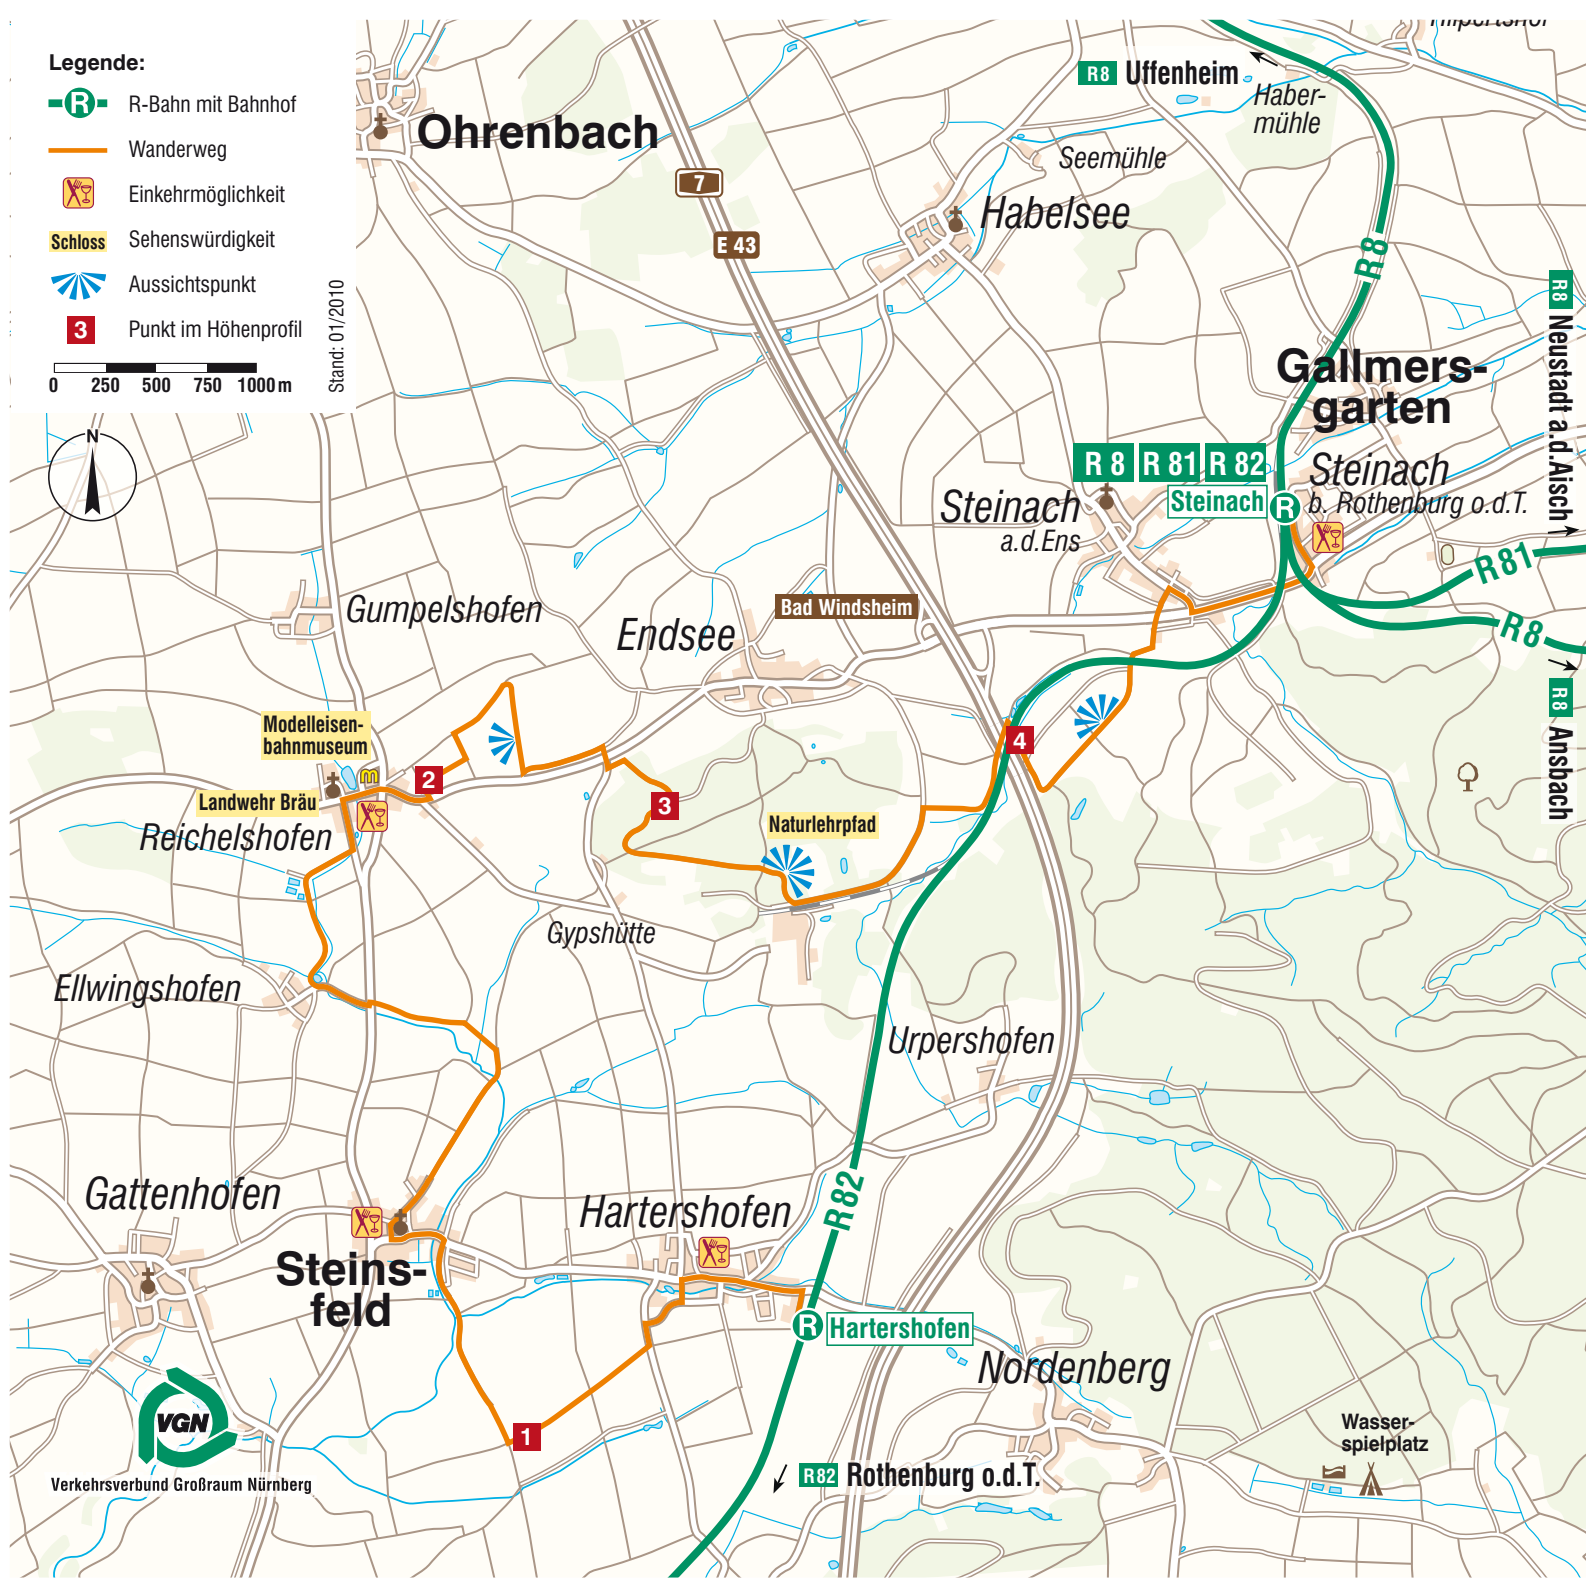 Legende:
R
R-Bahn mit Bahnhof
Wanderweg
Einkehrmöglichkeit
Schloss
Sehenswürdigkeit
Aussichtspunkt
3
Punkt im Höhenprofil
0 250 500 750 1000 m
Stand: 01/2010
N
Ohrenbach
7
E 43
R8 Uffenheim
Haber-
mühle
Seemühle
Habelsee
R8
R8 Neustadt a.d.Aisch
Gallmers-
garten
R 8 R 81 R 82
Steinach
R
Steinach
b. Rothenburg o.d.T.
Steinach
a.d.Ens
R81
R8
R8 Ansbach
Gumpelshofen
Endsee
Bad Windsheim
Modelleisen-
bahnmuseum
m
2
Landwehr Bräu
Reichelshofen
3
4
Naturlehrpfad
Gypshütte
Ellwingshofen
Urpershofen
Gattenhofen
Hartershofen
R82
Steins-
feld
R
Hartershofen
Nordenberg
1
VGN
Verkehrsverbund Großraum Nürnberg
R82 Rothenburg o.d.T.
Wasser-
spielplatz